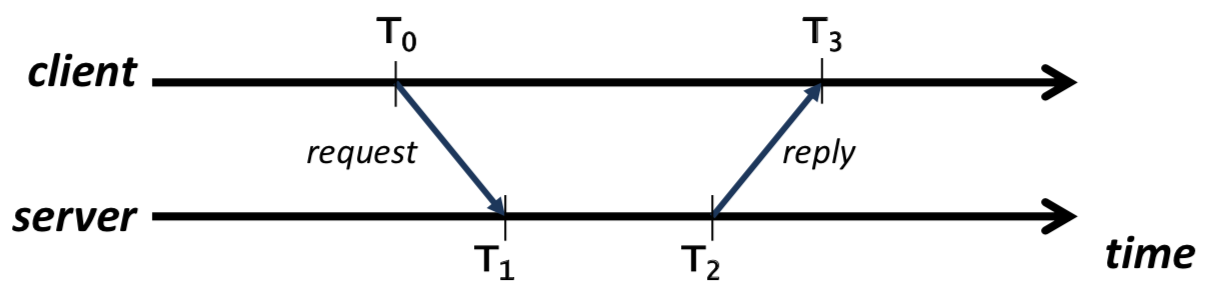 T₀ T₃
client
request reply
server
T₁ T₂
time